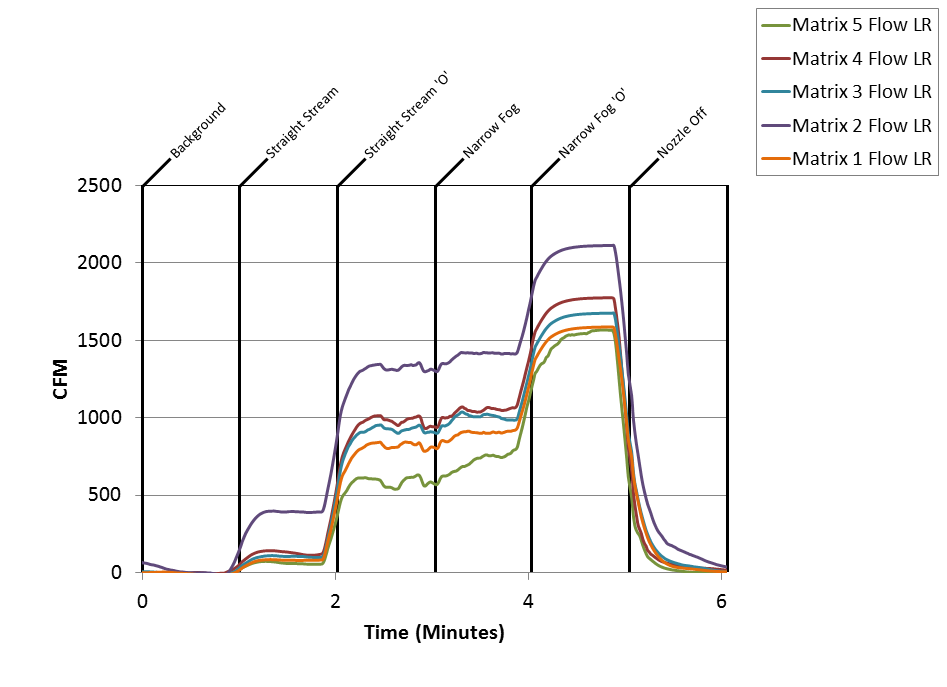 Matrix 5 Flow LR
Matrix 4 Flow LR
Matrix 3 Flow LR
Matrix 2 Flow LR
Matrix 1 Flow LR
Background
Straight Stream
Straight Stream 'O'
Narrow Fog
Narrow Fog 'O'
Nozzle Off
2500
2000
1500
1000
500
0
CFM
0
2
4
6
Time (Minutes)